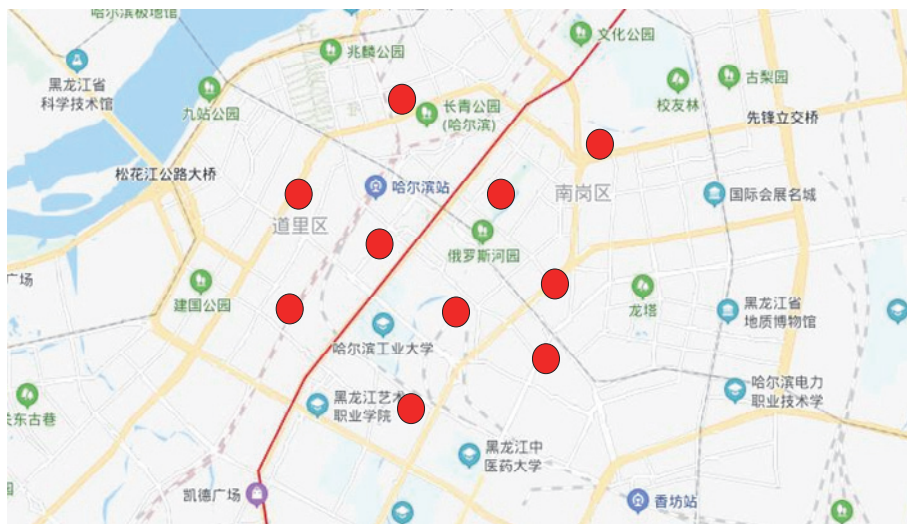 哈尔滨极地馆
文化公园
兆麟公园
黑龙江省
科学技术馆
古梨园
九站公园
长青公园
(哈尔滨)
校友林
先锋立交桥
松花江公路大桥
哈尔滨站
南岗区
国际会展名城
道里区
俄罗斯河园
广场
建国公园
龙塔
黑龙江省
地质博物馆
哈尔滨工业大学
黑龙江艺术
职业学院
哈尔滨电力
职业技术学
长东古巷
黑龙江中
医药大学
凯德广场
香坊站